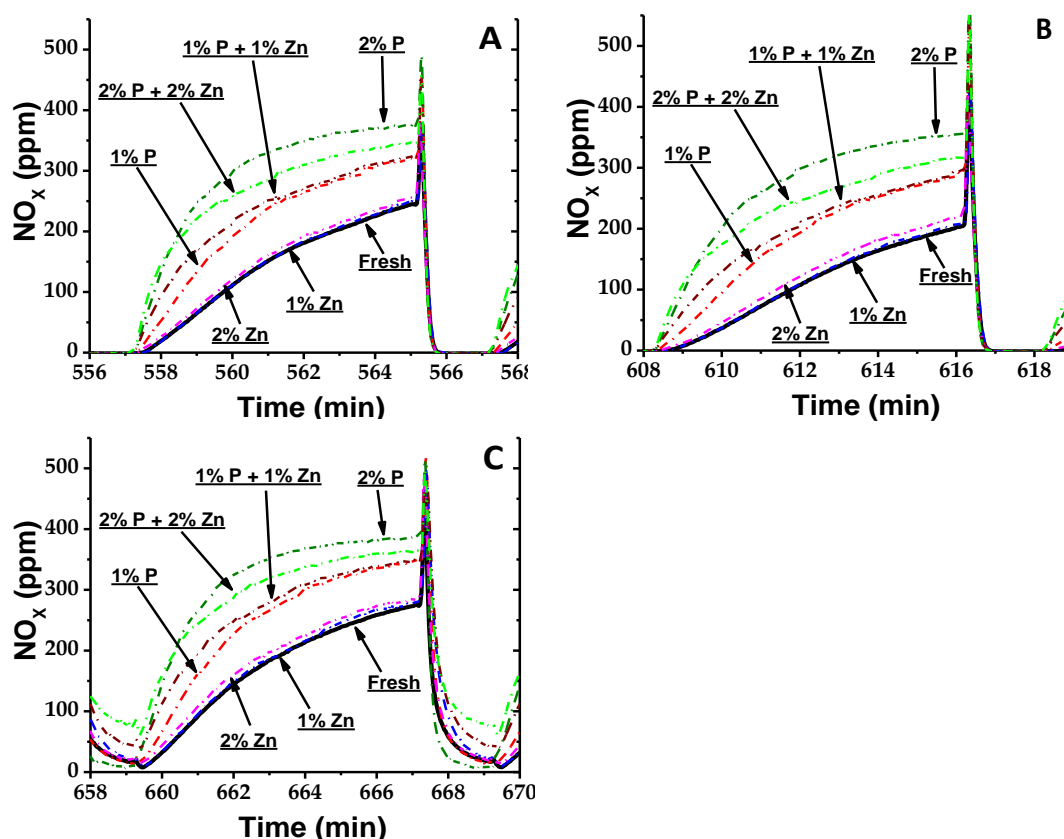 A
1% P + 1% Zn
2% P
2% P + 2% Zn
1% P
Fresh
1% Zn
2% Zn
NOX (ppm)
500
400
300
200
100
0
556 558 560 562 564 566 568
Time (min)
B
1% P + 1% Zn
2% P
2% P + 2% Zn
1% P
Fresh
1% Zn
2% Zn
NOX (ppm)
500
400
300
200
100
0
608 610 612 614 616 618
Time (min)
C
1% P + 1% Zn
2% P
2% P + 2% Zn
1% P
Fresh
1% Zn
2% Zn
NOX (ppm)
500
400
300
200
100
0
658 660 662 664 666 668 670
Time (min)